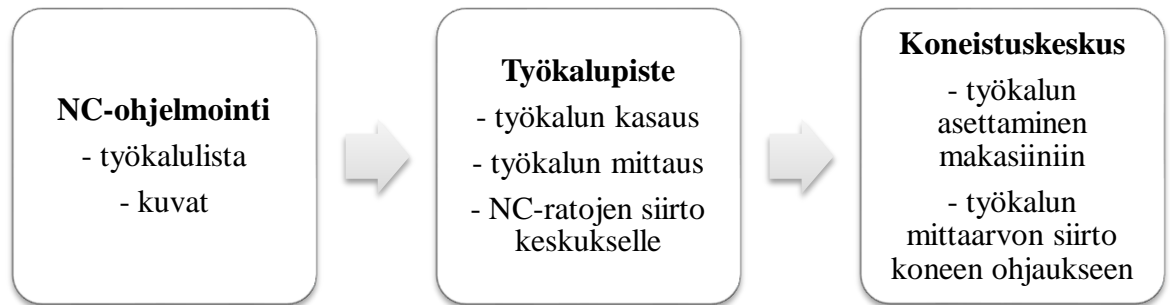 NC-ohjelmointi
- työkalulista
- kuvat
Työkalupiste
- työkalun kasaus
- työkalun mittaus
- NC-ratojen siirto
keskukselle
Koneistuskeskus
- työkalun
asettaminen
makasiiniin
- työkalun
mittaarvon siirto
koneen ohjaukseen